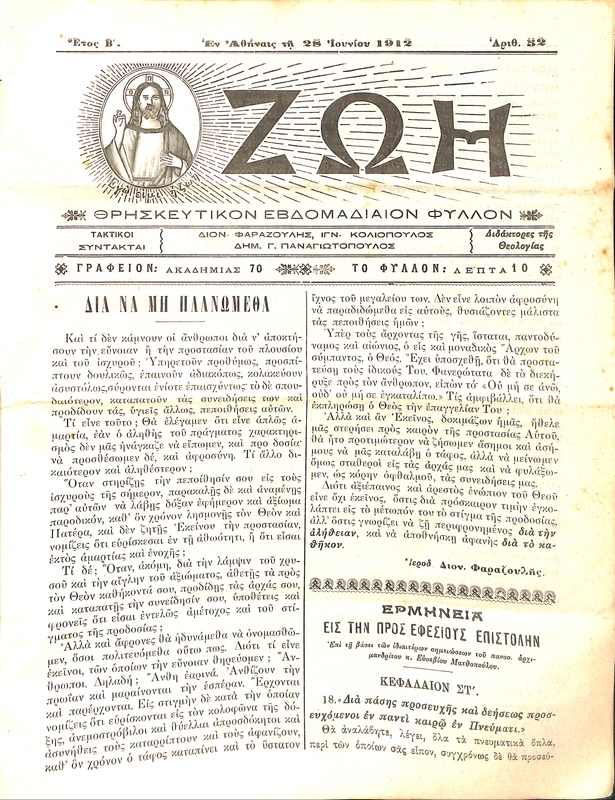 Ἔτος Β΄. Ἐν Ἀθήναις τῇ 28 Ἰουνίου 1912 Ἀριθ. 52
ΖΩΗ
ΘΡΗΣΚΕΥΤΙΚΟΝ ΕΒΔΟΜΑΔΙΑΙΟΝ ΦΥΛΛΟΝ
ΤΑΚΤΙΚΟΙ
ΣΥΝΤΑΚΤΑΙ
ΔΙΟΝ. ΦΑΡΑΖΟΥΛΗΣ, ΙΓΝ. ΚΟΛΙΟΠΟΥΛΟΣ
ΔΗΜ. Γ. ΠΑΝΑΓΙΩΤΟΠΟΥΛΟΣ
Διδάκτορες τῆς
Θεολογίας
ΓΡΑΦΕΙΟΝ: ΑΚΑΔΗΜΙΑΣ 70 ΤΟ ΦΥΛΛΟΝ: ΛΕΠΤΑ 10
ΔΙΑ ΝΑ ΜΗ ΠΛΑΝΩΜΕΘΑ
Καὶ τί δὲν κάμνουν οἱ ἄνθρωποι διὰ ν' ἀποκτή-
σουν τὴν εὔνοιαν ἢ τὴν προστασίαν τοῦ πλουσίου
καὶ τοῦ ἰσχυροῦ; Ὑπηρετοῦν προθύμως, προσπί-
πτουν δουλικῶς, ἐπαινοῦν ἀδιακόπως, κολακεύουν
ἀσυστόλως, σύρονται ἐνίοτε ἐπαισχύντως· τὸ δὲ σπου-
δαιότερον, καταπατοῦν τὰς συνειδήσεις των καὶ
προδίδουν τάς, ὑγιεῖς ἄλλως, πεποιθήσεις αὐτῶν.
Τί εἶνε τοῦτο; Θὰ ἐλέγαμεν ὅτι εἶνε ἁπλῶς ἁ-
μαρτία, ἐὰν ὁ ἀληθὴς τοῦ πράγματος χαρακτηρι-
σμὸς δὲν μᾶς ἠνάγκαζε νὰ εἴπωμεν, καὶ προδοσία·
νὰ προσθέσωμεν δέ, καὶ ἀφροσύνη. Τί ἄλλο δι-
καιότερον καὶ ἀληθέστερον;
Ὅταν στηρίζῃς τὴν πεποίθησίν σου εἰς τοὺς
ἰσχυροὺς τῆς σήμερον, παρακαλῇς δὲ καὶ ἀναμένῃς
παρ' αὐτῶν νὰ λάβῃς δόξαν ἐφήμερον καὶ ἀξίωμα
παροδικόν, καθ' ὃν χρόνον λησμονῇς τὸν Θεὸν καὶ
Πατέρα, καὶ δὲν ζητῇς Ἐκείνου τὴν προστασίαν,
νομίζεις ὅτι εὑρίσκεσαι ἐν τῇ ἀθωότητι, ἢ ὅτι εἶσαι
ἐκτὸς ἁμαρτίας καὶ ἐνοχῆς;
Τί δέ; Ὅταν, ἀκόμη, διὰ τὴν λάμψιν τοῦ χρυ-
σοῦ καὶ τὴν αἴγλην τοῦ ἀξιώματος, ἀθετῇς τὰ πρὸς
τὸν Θεὸν καθήκοντά σου, προδίδῃς τὰς ἀρχάς σου,
καὶ καταπατῇς τὴν συνείδησίν σου, ὑποθέτεις καὶ
φρονεῖς ὅτι εἶσαι ἐντελῶς ἀμέτοχος καὶ τοῦ στί-
γματος τῆς προδοσίας;
Ἀλλὰ καὶ ἄφρονες θὰ ἠδυνάμεθα νὰ ὀνομασθῶ-
μεν, ὅσοι πολιτευόμεθα οὕτω πως. Διότι τί εἶνε
ἐκεῖνοι, τῶν ὁποίων τὴν εὔνοιαν θηρεύομεν; Ἄν-
θρωποι. Δηλαδή; Ἄνθη ἐαρινά. Ἀνθίζουν τὴν
πρωΐαν καὶ μαραίνονται τὴν ἑσπέραν. Ἔρχονται
καὶ παρέρχονται. Εἰς στιγμὴν δὲ κατὰ τὴν ὁποίαν
νομίζεις ὅτι εὑρίσκονται εἰς τὸν κολοφῶνα τῆς δό-
ξης, ἀνεμοστρόβιλοι καὶ θύελλαι ἀπροσδόκητοι καὶ
ἀσυνήθεις τοὺς καταρρίπτουν καὶ τοὺς ἀφανίζουν,
καθ' ὃν χρόνον ὁ τάφος καταπίνει καὶ τὸ ὕστατον
ἴχνος τοῦ μεγαλείου των. Δὲν εἶνε λοιπὸν ἀφροσύνη
νὰ παραδιδόμεθα εἰς αὐτούς, θυσιάζοντες μάλιστα
τὰς πεποιθήσεις ἡμῶν;
Ὑπὲρ τοὺς ἄρχοντας τῆς γῆς, ἵσταται, παντοδύ-
ναμος καὶ αἰώνιος, ὁ εἷς καὶ μοναδικὸς Ἄρχων τοῦ
σύμπαντος, ὁ Θεός. Ἔχει ὑποσχεθῆ, ὅτι θὰ προστα-
τεύσῃ τοὺς ἰδικούς Του. Φανερώτατα δὲ τὸ διεκή-
ρυξε πρὸς τὸν ἄνθρωπον, εἰπὼν τό· «Οὐ μή σε ἀνῶ,
οὐδ' οὐ μή σε ἐγκαταλίπω.» Τίς ἀμφιβάλλει, ὅτι θὰ
ἐκπληρώσῃ ὁ Θεὸς τὴν ἐπαγγελίαν Του;
Ἀλλὰ καὶ ἂν Ἐκεῖνος, δοκιμάζων ἡμᾶς, ἤθελε
μᾶς στερήσει πρὸς καιρὸν τῆς προστασίας Αὐτοῦ,
θὰ ἦτο προτιμώτερον νὰ ζήσωμεν ἄσημοι καὶ ἀσή-
μους νὰ μᾶς καταλάβῃ ὁ τάφος, ἀλλὰ νὰ μείνωμεν
ὅμως σταθεροὶ εἰς τὰς ἀρχάς μας καὶ νὰ φυλάξω-
μεν, ὡς κόρην ὀφθαλμοῦ, τὰς συνειδήσεις μας.
Διότι ἀξιέπαινος καὶ ἀρεστὸς ἐνώπιον τοῦ Θεοῦ
εἶνε ὄχι ἐκεῖνος, ὅστις διὰ πρόσκαιρον τιμὴν ἐγκο-
λάπτει εἰς τὸ μέτωπόν του τὸ στίγμα τῆς προδοσίας,
ἀλλ' ὅστις γνωρίζει νὰ ζῇ περιφρονημένος διὰ τὴν
ἀλήθειαν, καὶ νὰ ἀποθνήσκῃ ἀφανὴς διὰ τὸ κα-
θῆκον.
Ἱεροδ. Διον. Φαραζουλῆς.
ΕΡΜΗΝΕΙΑ
ΕΙΣ ΤΗΝ ΠΡΟΣ ΕΦΕΣΙΟΥΣ ΕΠΙΣΤΟΛΗΝ
Ἐπὶ τῇ βάσει τῶν ἰδιαιτέρων σημειώσεων τοῦ πανοσ. ἀρχι-
μανδρίτου κ. Εὐσεβίου Ματθοπούλου.
ΚΕΦΑΛΑΙΟΝ ΣΤ΄.
18. «Διὰ πάσης προσευχῆς καὶ δεήσεως προσ-
ευχόμενοι ἐν παντὶ καιρῷ ἐν Πνεύματι.»
Θὰ ἀναλάβητε, λέγει, ὅλα τὰ πνευματικὰ ὅπλα,
περὶ τῶν ὁποίων σᾶς εἶπον, συγχρόνως δὲ θὰ προσεύ-